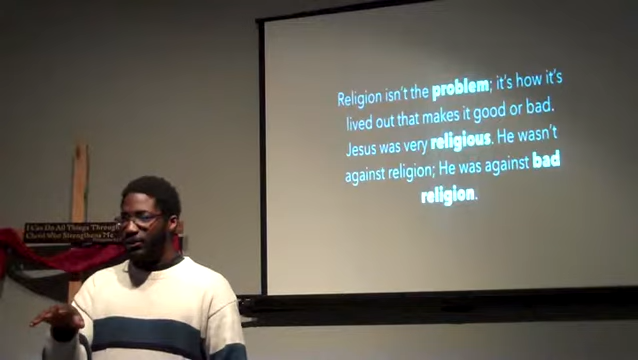 Religion isn't the problem; it's how it's
lived out that makes it good or bad.
Jesus was very religious. He wasn't
against religion; He was against bad
religion.
I Can Do All Things Through
Christ Who Strengthens Me